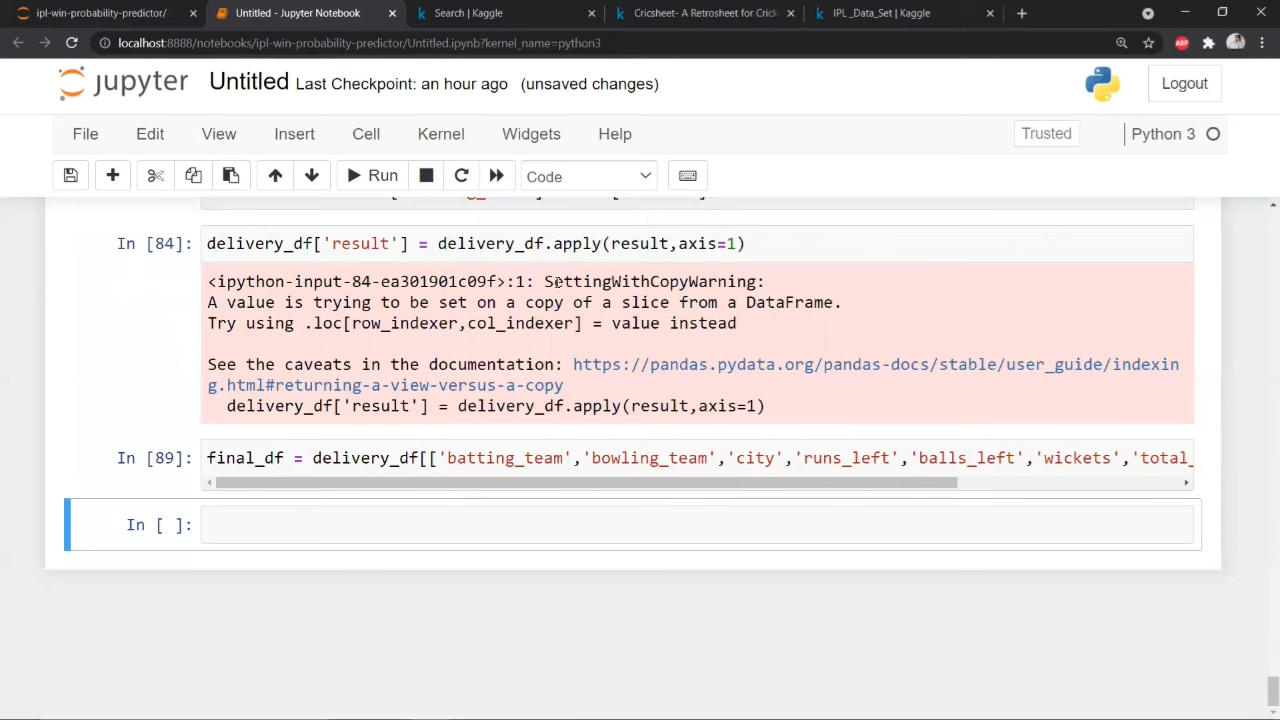 ipl-win-probability-predictor/
Untitled - Jupyter Notebook
Search | Kaggle
Cricsheet- A Retrosheet for Crick
IPL _Data_Set | Kaggle
localhost:8888/notebooks/ipl-win-probability-predictor/Untitled.ipynb?kernel_name=python3
ABP
jupyter Untitled Last Checkpoint: an hour ago (unsaved changes)
Logout
File Edit View Insert Cell Kernel Widgets Help
Trusted
Python 3
Run
Code
In [84]: delivery_df['result'] = delivery_df.apply(result,axis=1)
<ipython-input-84-ea301901c09f>:1: SettingWithCopyWarning:
A value is trying to be set on a copy of a slice from a DataFrame.
Try using .loc[row_indexer,col_indexer] = value instead
See the caveats in the documentation: https://pandas.pydata.org/pandas-docs/stable/user_guide/indexin
g.html#returning-a-view-versus-a-copy
delivery_df['result'] = delivery_df.apply(result,axis=1)
In [89]: final_df = delivery_df[['batting_team','bowling_team','city','runs_left','balls_left','wickets','total_
In [ ]: